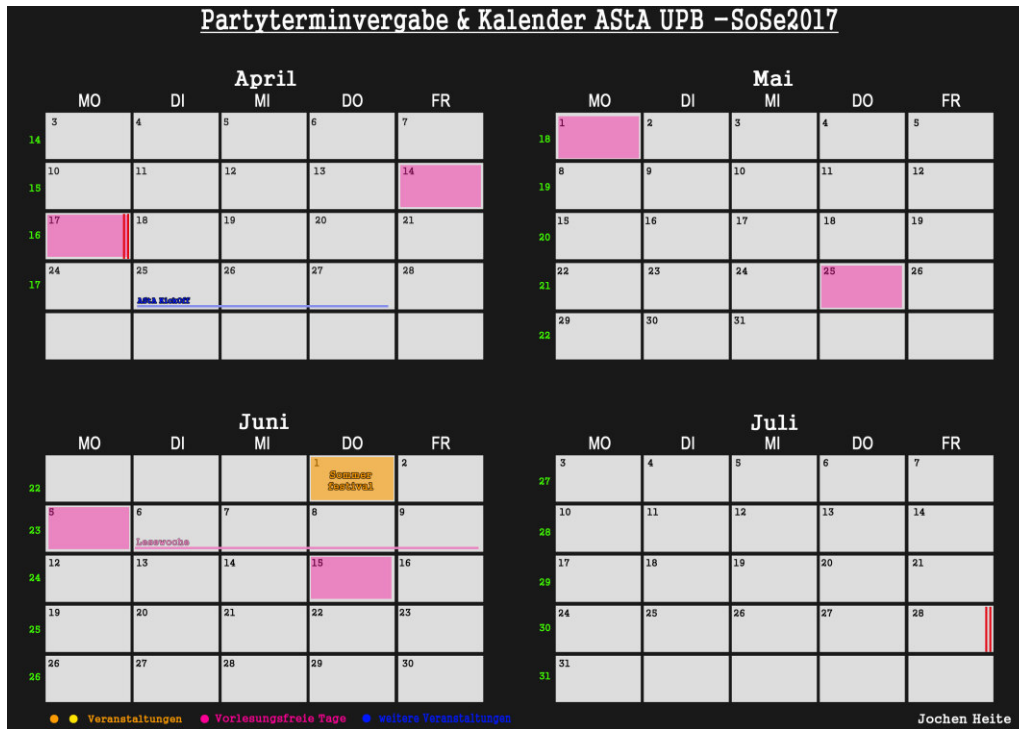 Partyterminvergabe & Kalender AStA UPB -SoSe2017
April
MO DI MI DO FR
14 3 4 5 6 7
15 10 11 12 13 14
16 17 18 19 20 21
17 24 25 26 27 28
AStA KickOff
Mai
MO DI MI DO FR
18 1 2 3 4 5
19 8 9 10 11 12
20 15 16 17 18 19
21 22 23 24 25 26
22 29 30 31
Juni
MO DI MI DO FR
22 1 2
Sommer
festival
23 5 6 7 8 9
Lesewoche
24 12 13 14 15 16
25 19 20 21 22 23
26 26 27 28 29 30
Juli
MO DI MI DO FR
27 3 4 5 6 7
28 10 11 12 13 14
29 17 18 19 20 21
30 24 25 26 27 28
31 31
Veranstaltungen Vorlesungsfreie Tage weitere Veranstaltungen
Jochen Heite